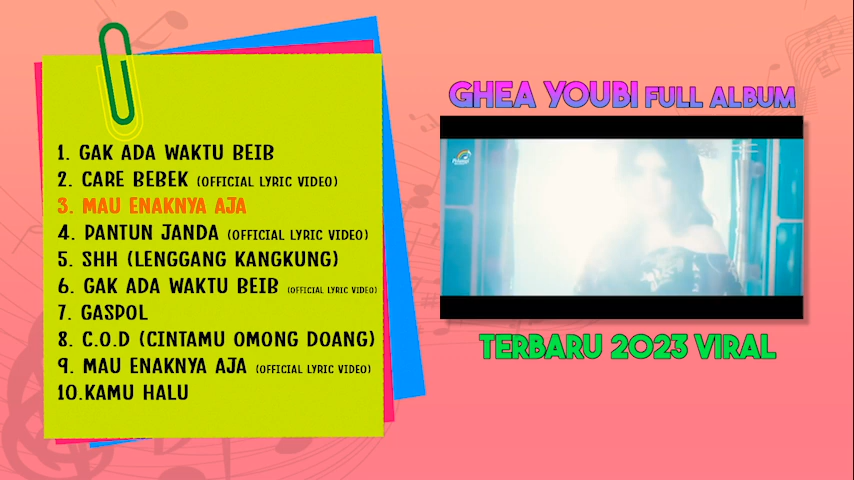 1. GAK ADA WAKTU BEIB
2. CARE BEBEK (OFFICIAL LYRIC VIDEO)
3. MAU ENAKNYA AJA
4. PANTUN JANDA (OFFICIAL LYRIC VIDEO)
5. SHH (LENGGANG KANGKUNG)
6. GAK ADA WAKTU BEIB (OFFICIAL LYRIC VIDEO)
7. GASPOL
8. C.O.D (CINTAMU OMONG DOANG)
9. MAU ENAKNYA AJA (OFFICIAL LYRIC VIDEO)
10.KAMU HALU
GHEA YOUBI FULL ALBUM
TERBARU 2023 VIRAL